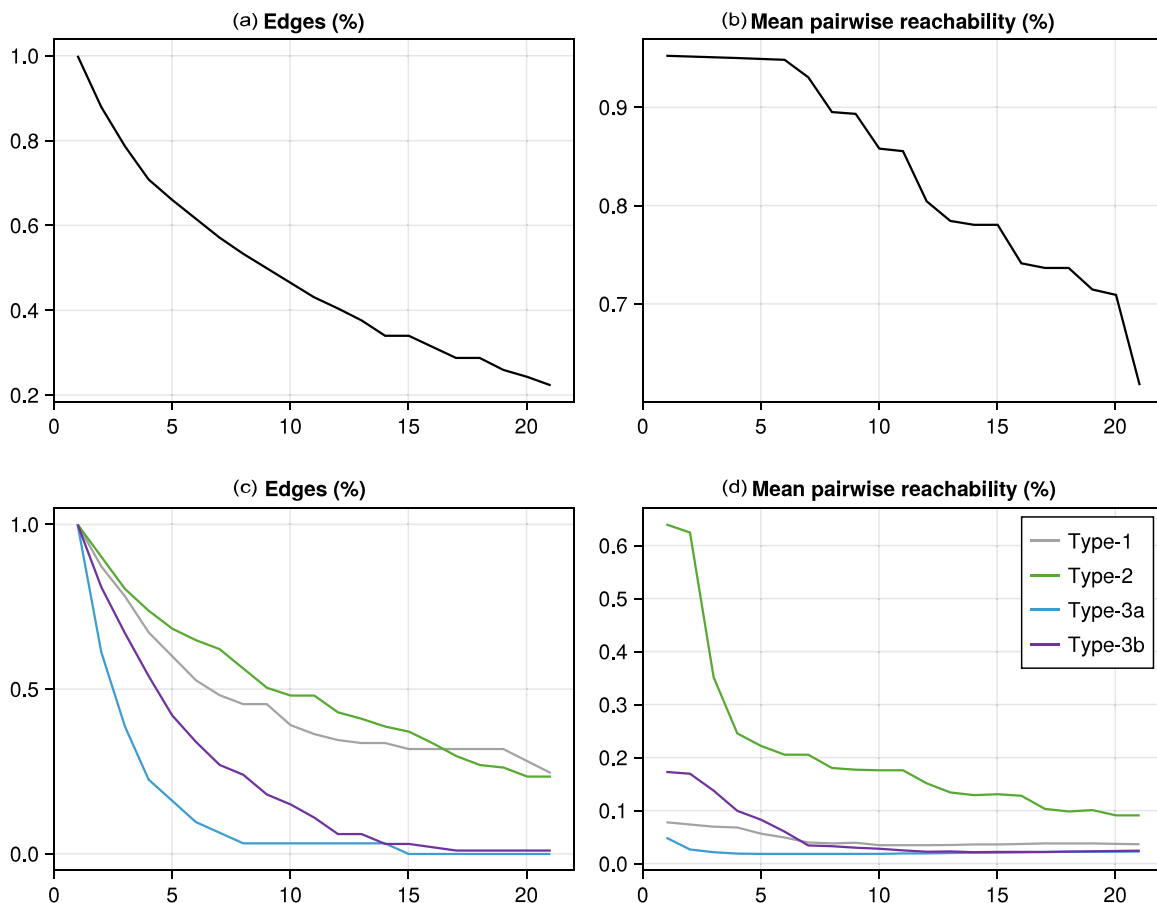 (a) Edges (%)
1.0
0.8
0.6
0.4
0.2
0 5 10 15 20
(b) Mean pairwise reachability (%)
0.9
0.8
0.7
0 5 10 15 20
(c) Edges (%)
1.0
0.5
0.0
0 5 10 15 20
(d) Mean pairwise reachability (%)
0.6
0.5
0.4
0.3
0.2
0.1
0.0
0 5 10 15 20
Type-1
Type-2
Type-3a
Type-3b